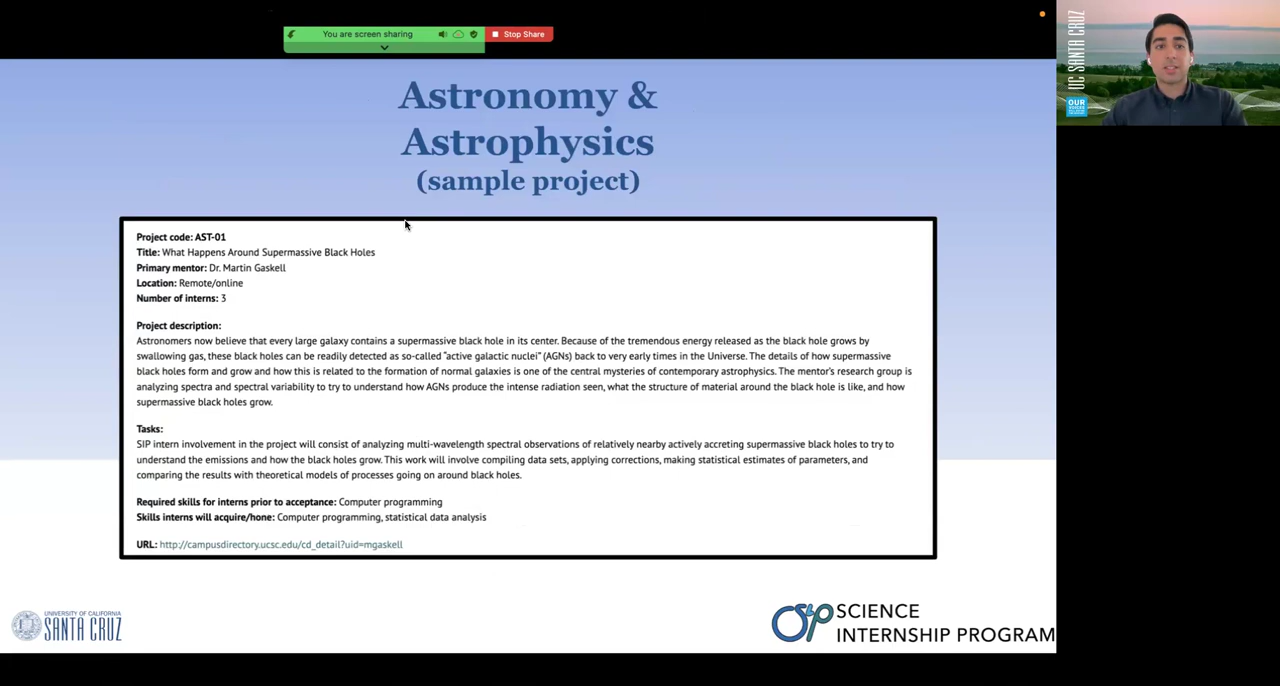 You are screen sharing
Stop Share
UC SANTA CRUZ
OUR
Astronomy &
Astrophysics
(sample project)
Project code: AST-01
Title: What Happens Around Supermassive Black Holes
Primary mentor: Dr. Martin Gaskell
Location: Remote/online
Number of interns: 3
Project description:
Astronomers now believe that every large galaxy contains a supermassive black hole in its center. Because of the tremendous energy released as the black hole grows by
swallowing gas, these black holes can be readily detected as so-called "active galactic nuclei" (AGNs) back to very early times in the Universe. The details of how supermassive
black holes form and grow and how this is related to the formation of normal galaxies is one of the central mysteries of contemporary astrophysics. The mentor's research group is
analyzing spectra and spectral variability to try to understand how AGNs produce the intense radiation seen, what the structure of material around the black hole is like, and how
supermassive black holes grow.
Tasks:
SIP intern involvement in the project will consist of analyzing multi-wavelength spectral observations of relatively nearby actively accreting supermassive black holes to try to
understand the emissions and how the black holes grow. This work will involve compiling data sets, applying corrections, making statistical estimates of parameters, and
comparing the results with theoretical models of processes going on around black holes.
Required skills for interns prior to acceptance: Computer programming
Skills interns will acquire/hone: Computer programming, statistical data analysis
URL: http://campusdirectory.ucsc.edu/cd_detail?uid=mgaskell
UNIVERSITY OF CALIFORNIA
SANTA CRUZ
sip SCIENCE
INTERNSHIP PROGRAM